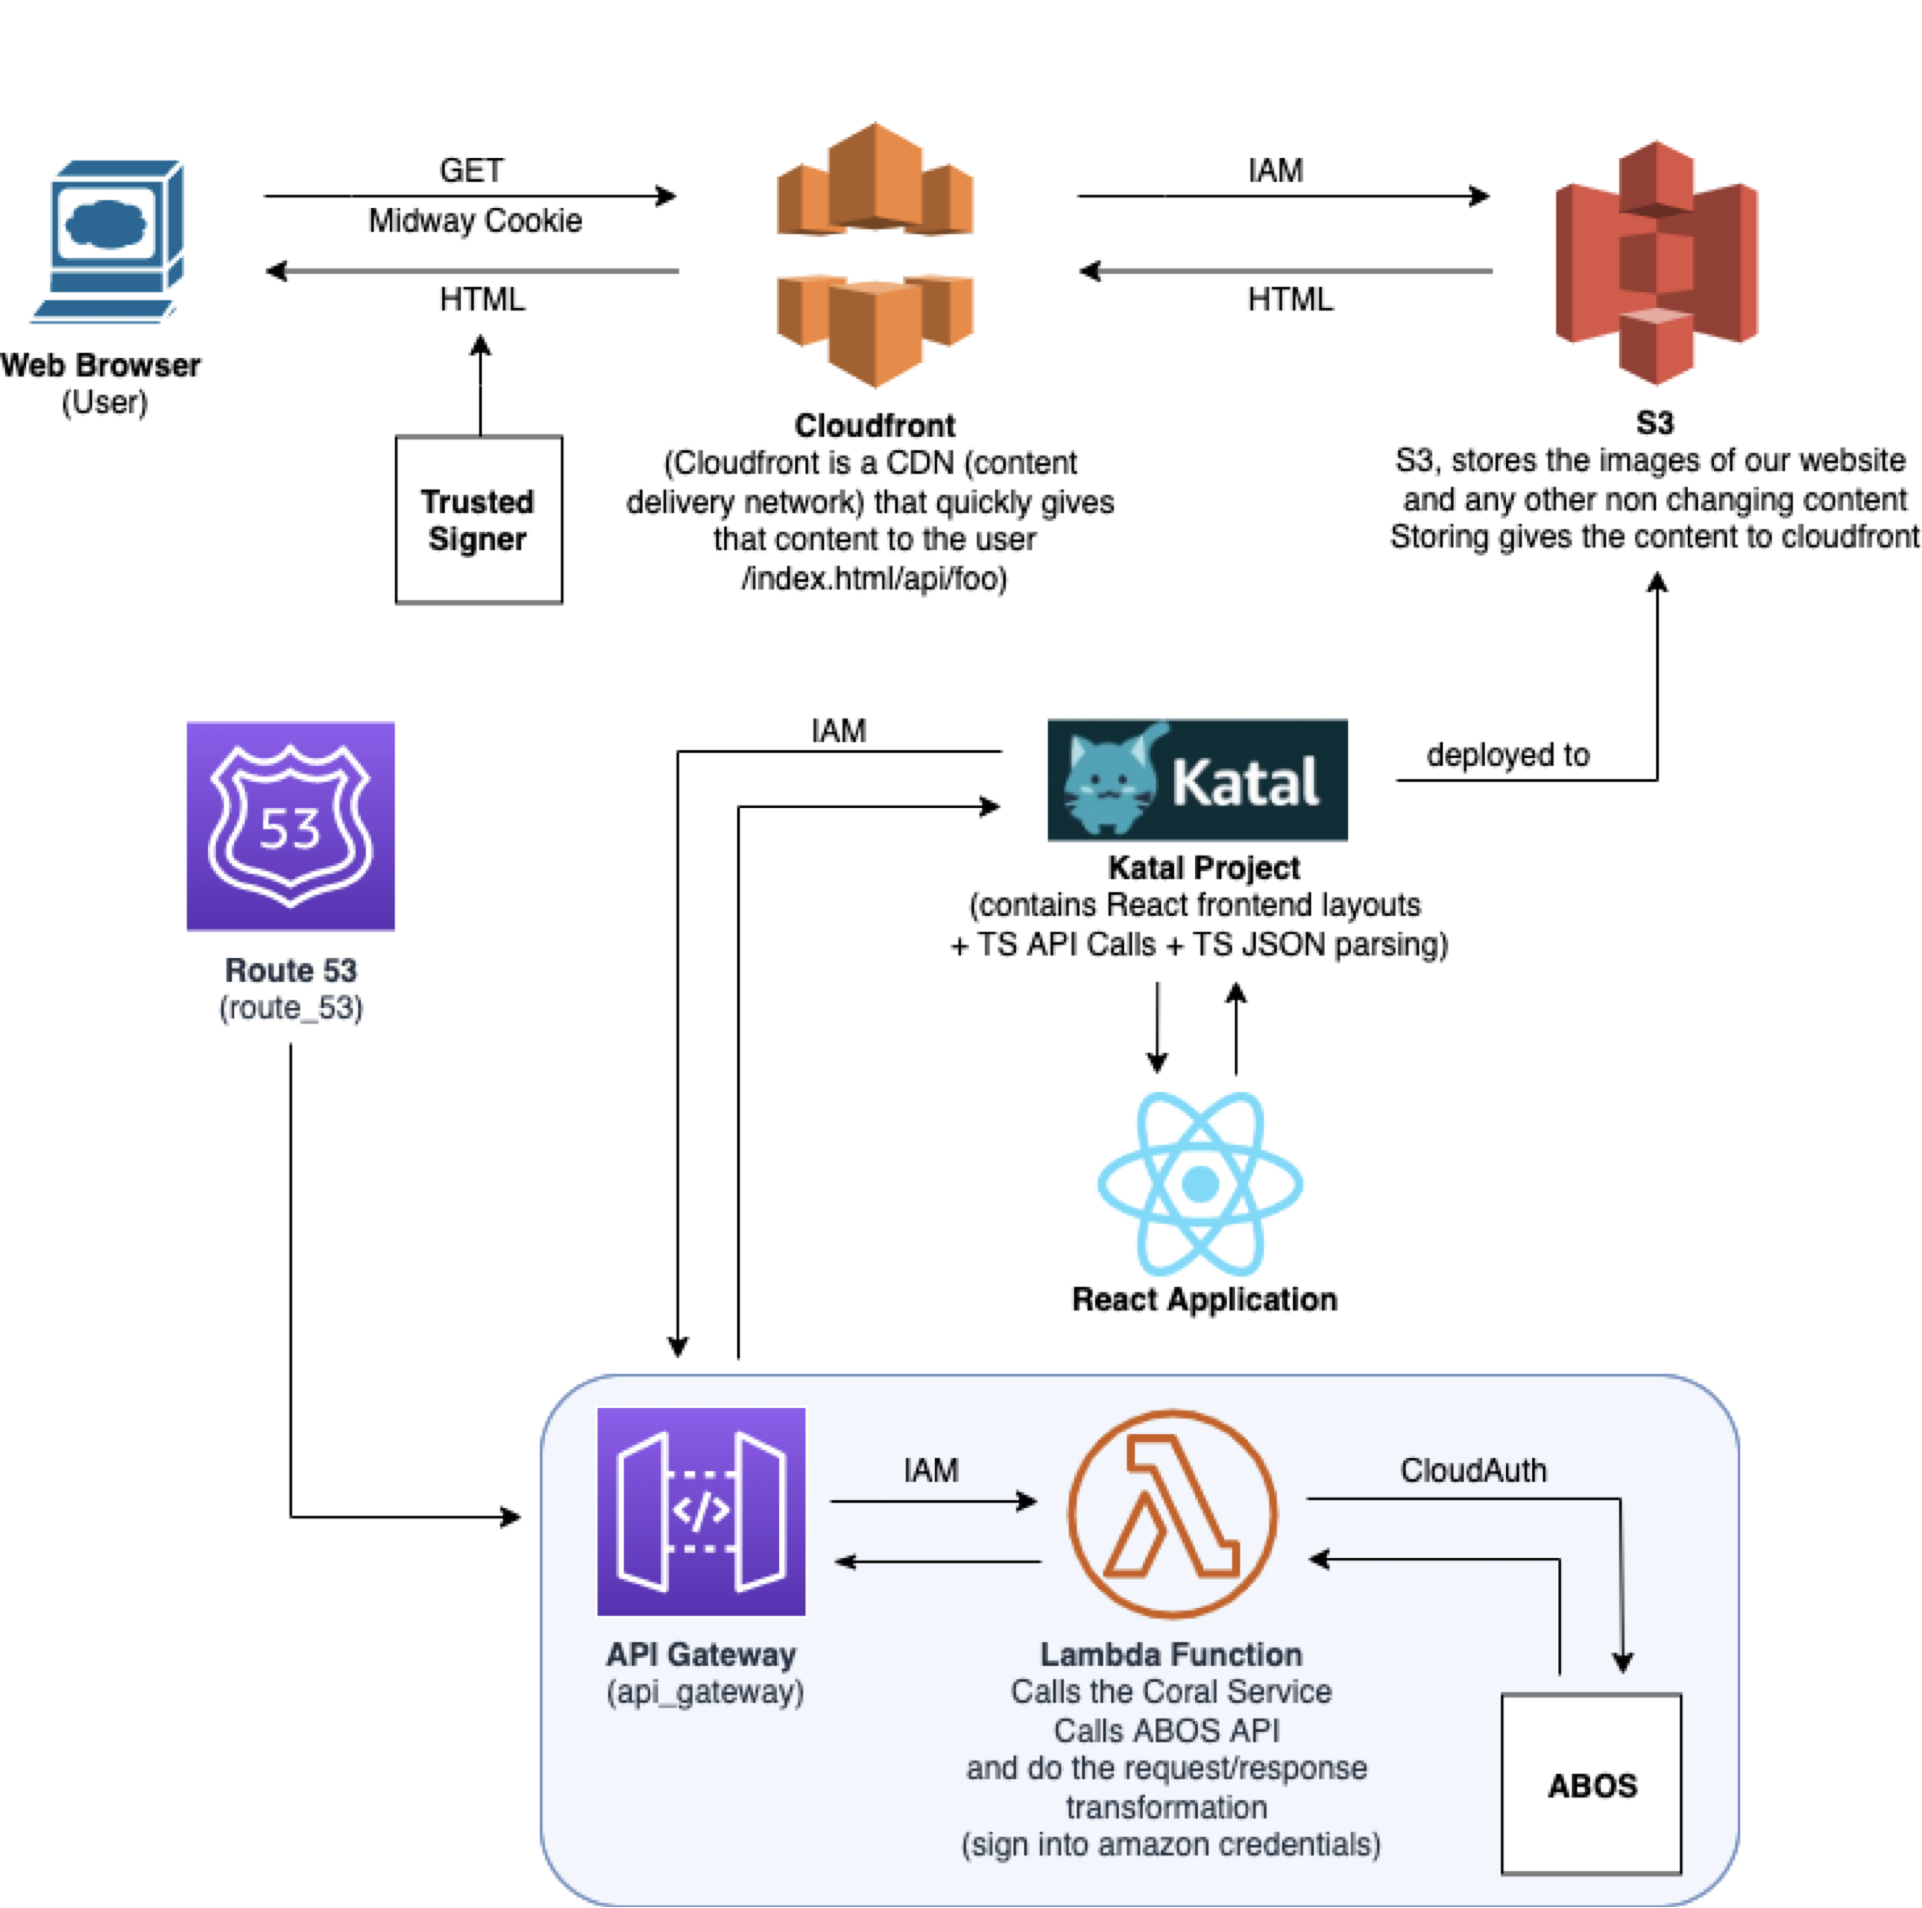 GET
Midway Cookie
HTML
IAM
HTML
Web Browser
(User)
Trusted
Signer
Cloudfront
(Cloudfront is a CDN (content
delivery network) that quickly gives
that content to the user
/index.html/api/foo)
S3
S3, stores the images of our website
and any other non changing content
Storing gives the content to cloudfront
53
Route 53
(route_53)
IAM
Katal
deployed to
Katal Project
(contains React frontend layouts
+ TS API Calls + TS JSON parsing)
React Application
</>
API Gateway
(api_gateway)
IAM
Lambda Function
Calls the Coral Service
Calls ABOS API
and do the request/response
transformation
(sign into amazon credentials)
CloudAuth
ABOS